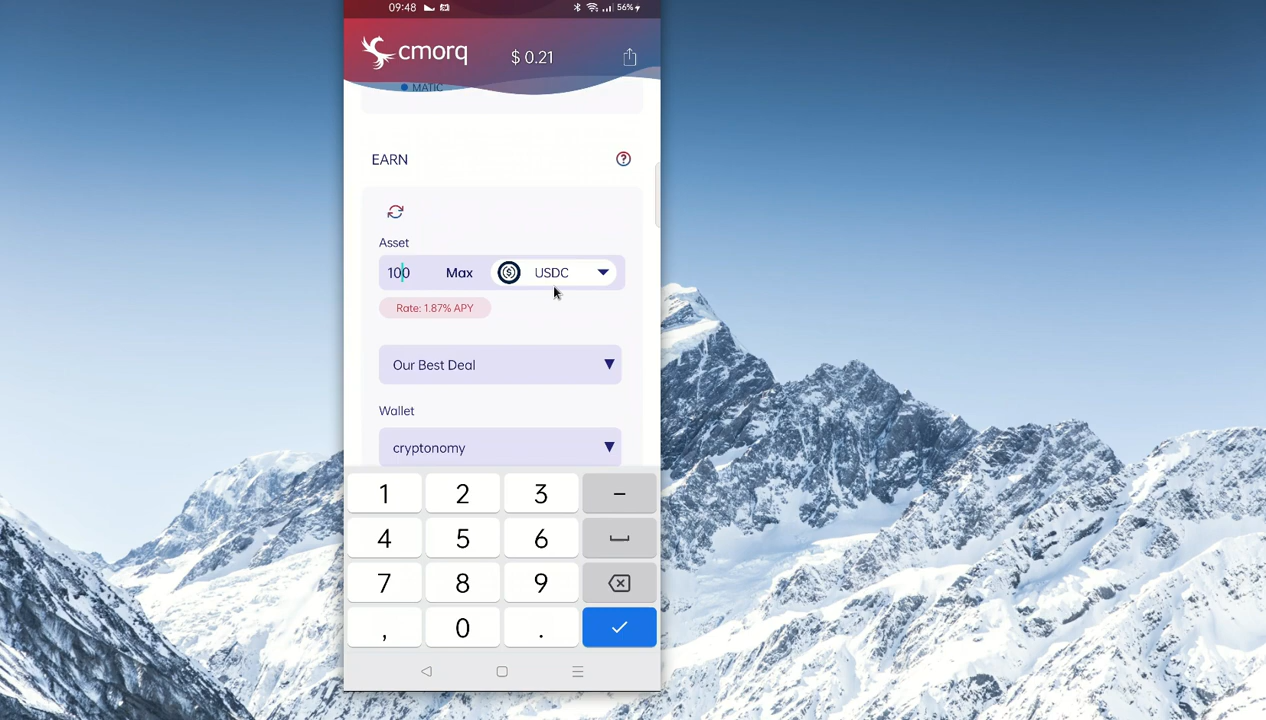 09:48 56%
cmorq $ 0.21
MATIC
EARN
Asset
100 Max USDC
Rate: 1.87% APY
Our Best Deal
Wallet
cryptonomy
1 2 3 –
4 5 6
7 8 9
, 0 .